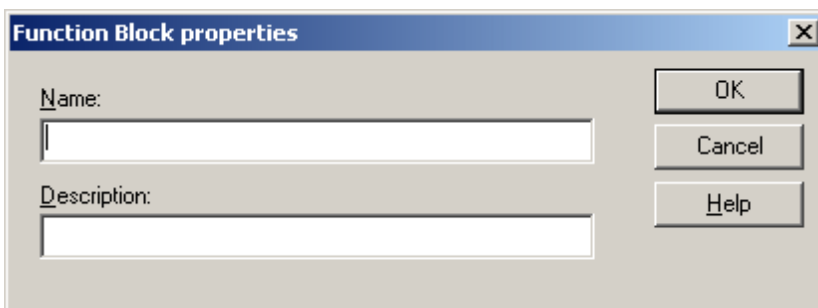 Function Block properties
Name:
OK
Cancel
Description:
Help